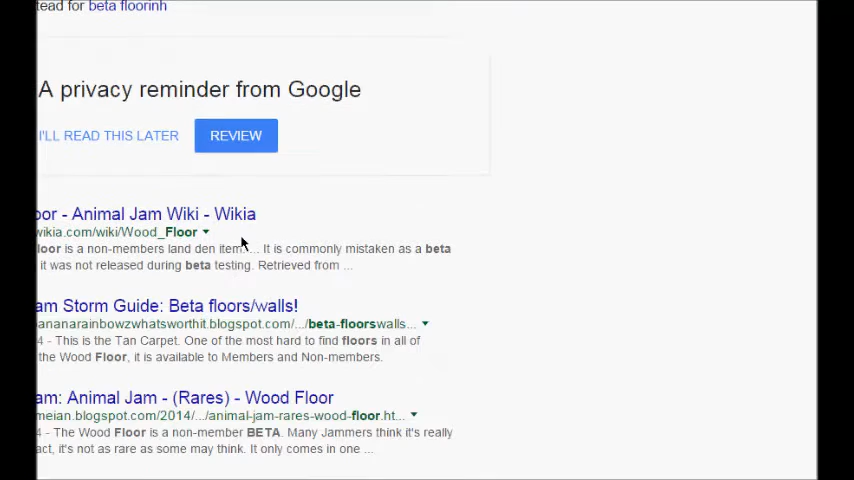 tead for beta floorinh
A privacy reminder from Google
I'LL READ THIS LATER REVIEW
oor - Animal Jam Wiki - Wikia
wikia.com/wiki/Wood_Floor
loor is a non-members land den item. ... It is commonly mistaken as a beta
it was not released during beta testing. Retrieved from ...
am Storm Guide: Beta floors/walls!
ananarainbowzwhatsworthit.blogspot.com/.../beta-floorswalls...
4 - This is the Tan Carpet. One of the most hard to find floors in all of
the Wood Floor, it is available to Members and Non-members.
am: Animal Jam - (Rares) - Wood Floor
meian.blogspot.com/2014/.../animal-jam-rares-wood-floor.ht...
4 - The Wood Floor is a non-member BETA. Many Jammers think it's really
act, it's not as rare as some may think. It only comes in one ...